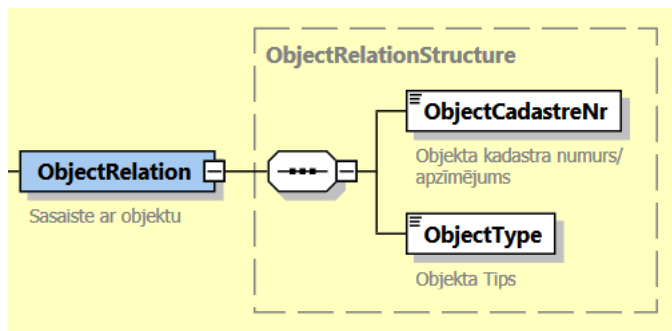 ObjectRelationStructure
ObjectCadastreNr
Objekta kadastra numurs/
apzīmējums
ObjectRelation
Sasaiste ar objektu
ObjectType
Objekta Tips